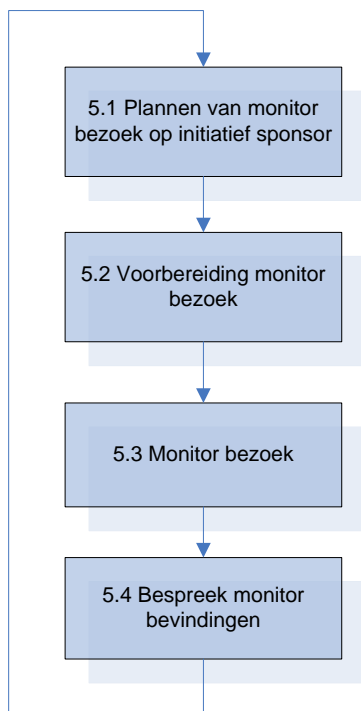 5.1 Plannen van monitor
bezoek op initiatief sponsor
5.2 Voorbereiding monitor
bezoek
5.3 Monitor bezoek
5.4 Bespreek monitor
bevindingen